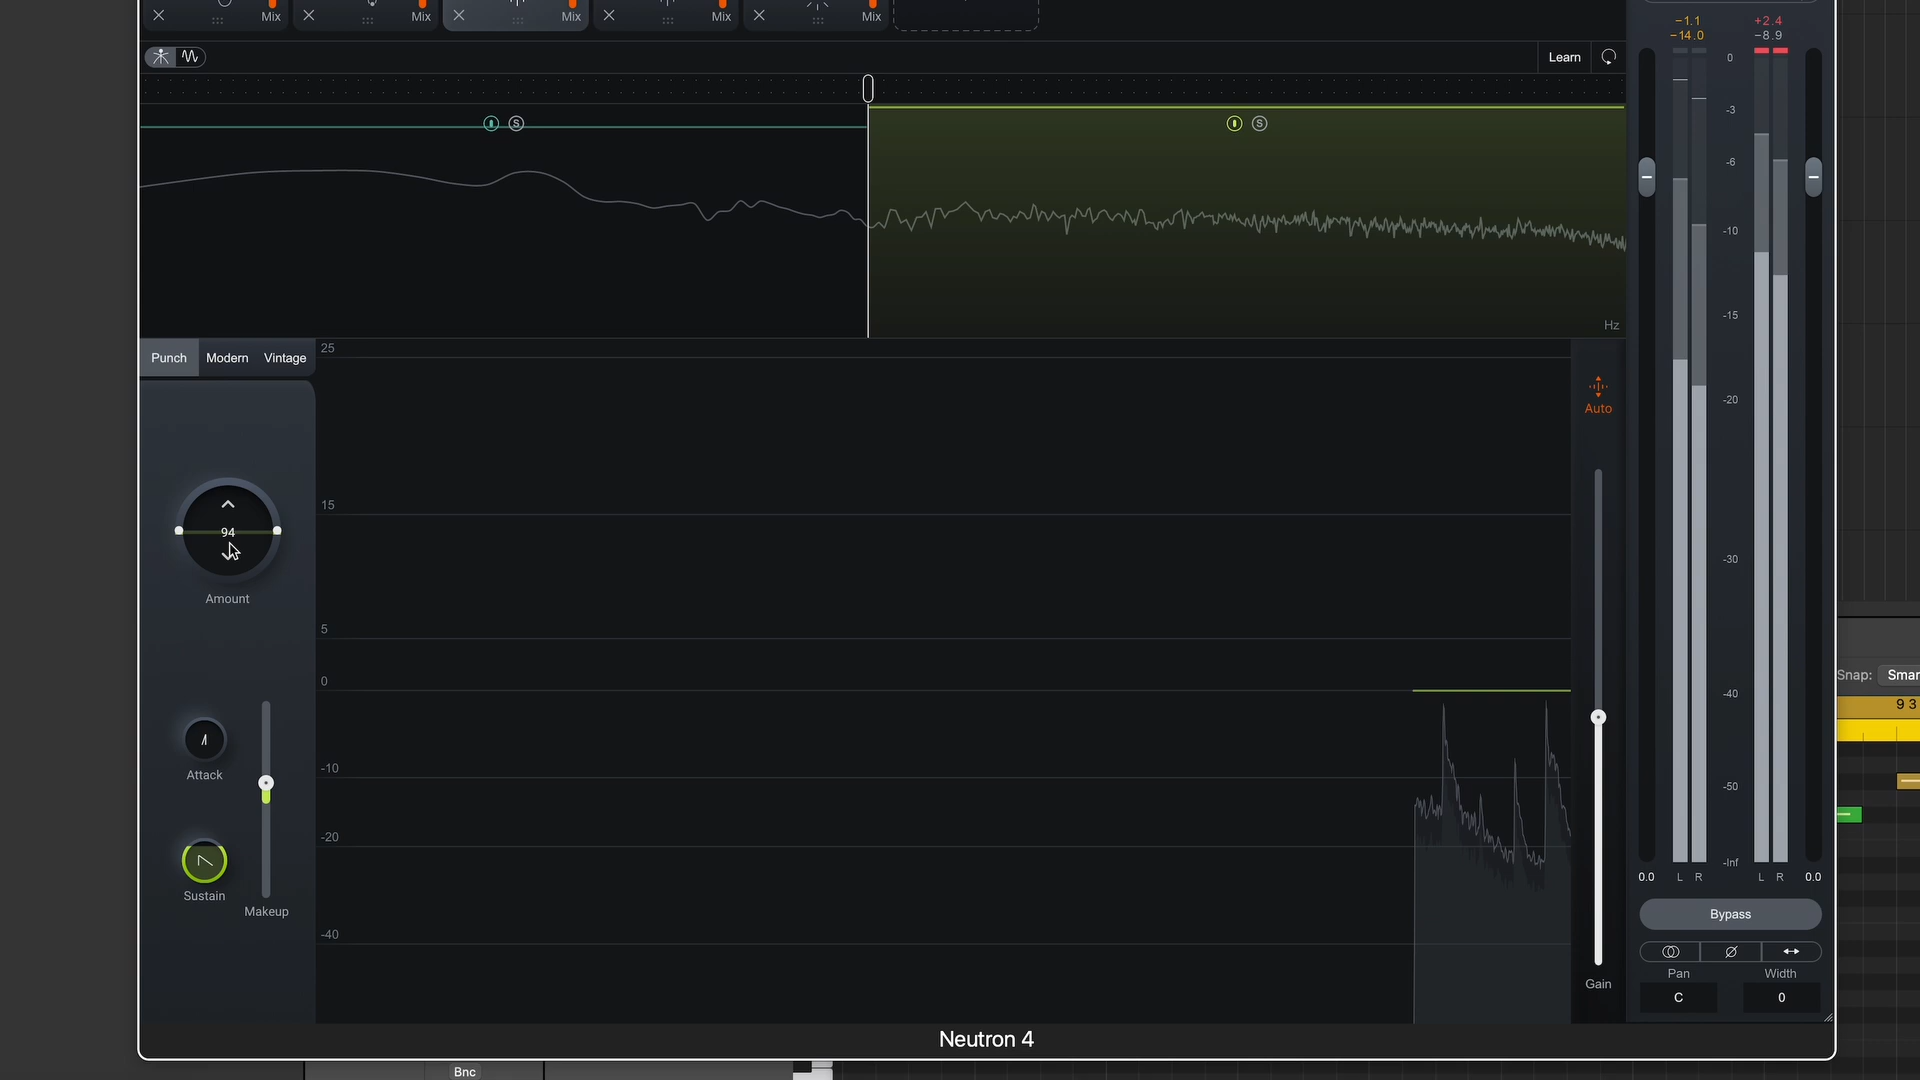 Mix Mix Mix Mix Mix
-1.1 +2.4
-14.0 -8.9
Learn
S S
0
-3
-6
-10
-15
-20
-30
-40
-50
-Inf
Hz
Punch Modern Vintage
25
15
5
0
-10
-20
-40
Auto
94
Amount
Attack
Sustain
Makeup
Gain
0.0 L R L R 0.0
Bypass
Pan Width
C 0
Neutron 4
Snap: Smar
9 3
Bnc